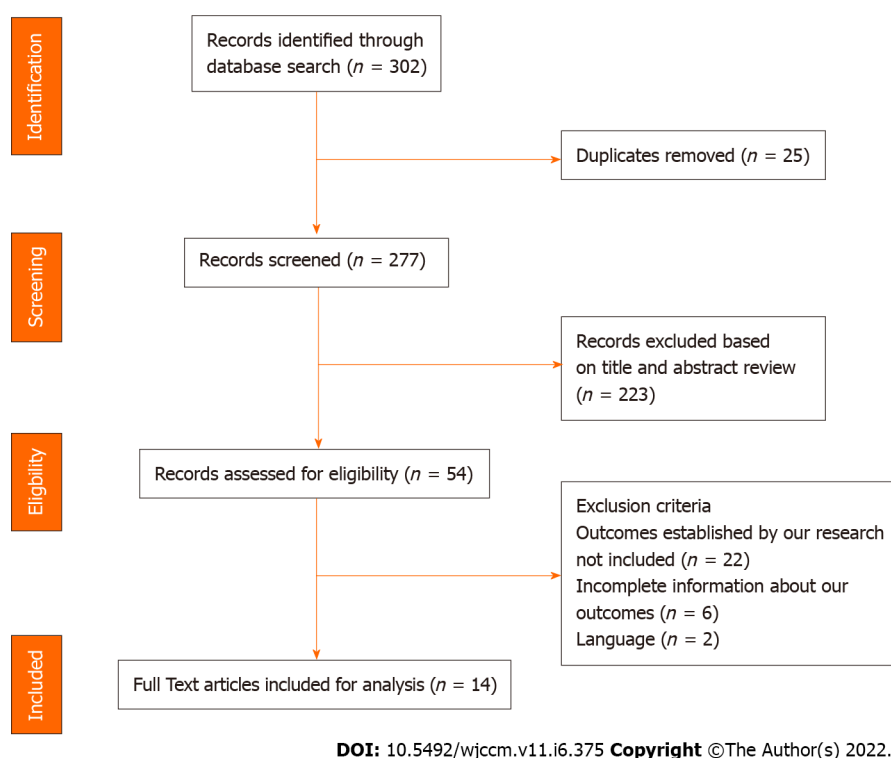 Identification
Records identified through
database search (n = 302)
Duplicates removed (n = 25)
Screening
Records screened (n = 277)
Records excluded based
on title and abstract review
(n = 223)
Eligbility
Records assessed for eligibility (n = 54)
Exclusion criteria
Outcomes established by our research
not included (n = 22)
Incomplete information about our
outcomes (n = 6)
Language (n = 2)
Included
Full Text articles included for analysis (n = 14)
DOI: 10.5492/wjccm.v11.i6.375 Copyright ©The Author(s) 2022.